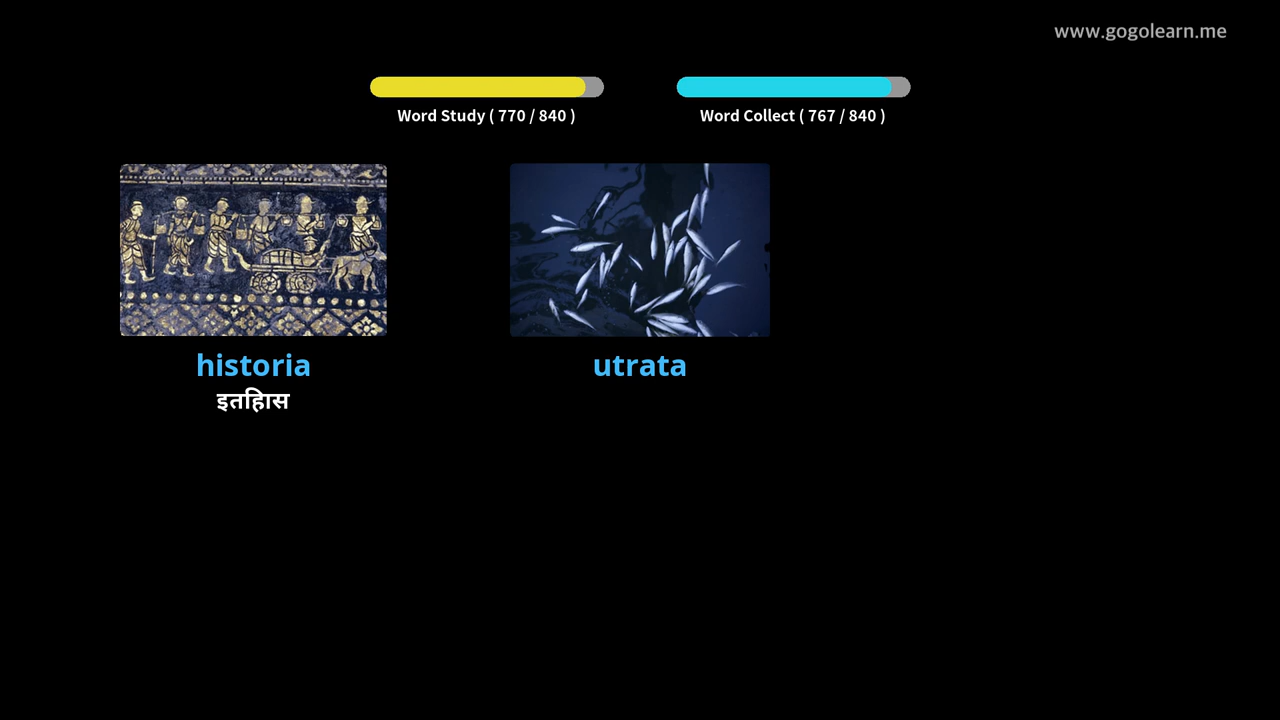 www.gogolearn.me
Word Study ( 770 / 840 )
Word Collect ( 767 / 840 )
historia
utrata
इतिहास